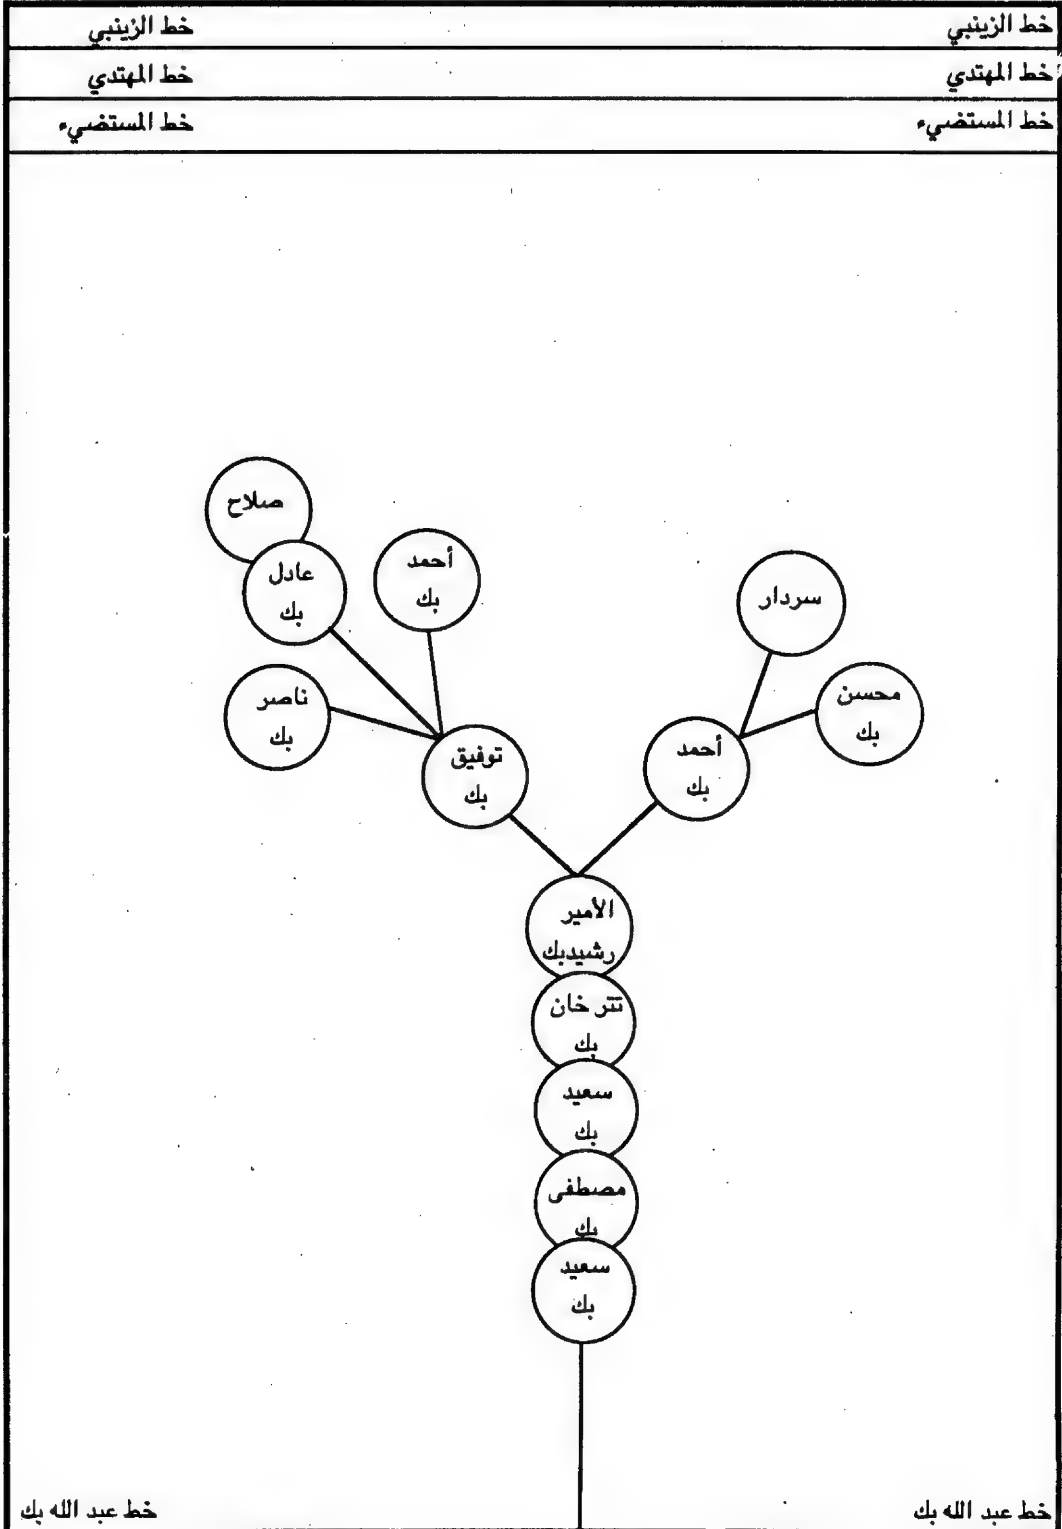 خط الزينبي خط الزينبي
خط المهتدي خط المهتدي
خط المستضيء خط المستضيء
صلاح
أحمد
بك
عادل
بك
سردار
محسن
بك
ناصر
بك
أحمد
بك
توفيق
بك
الأمير
رشيدبك
تتر خان
بك
سعيد
بك
مصطفى
بك
سعيد
بك
خط عبد الله بك خط عبد الله بك